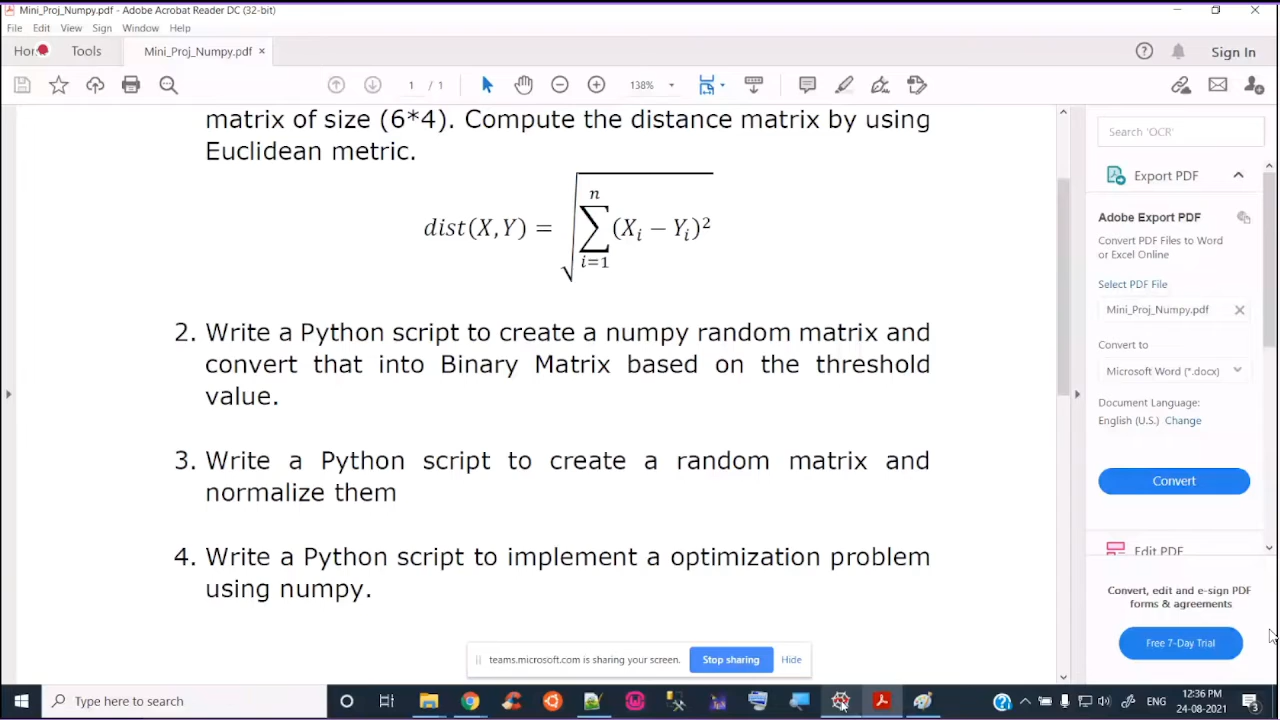 Mini_Proj_Numpy.pdf - Adobe Acrobat Reader DC (32-bit)
File Edit View Sign Window Help
Tools Mini_Proj_Numpy.pdf × Sign In
1 / 1 138%
matrix of size (6*4). Compute the distance matrix by using
Euclidean metric.
dist(X, Y) = √ n ∑ i=1 (Xi − Yi)²
2. Write a Python script to create a numpy random matrix and
convert that into Binary Matrix based on the threshold
value.
3. Write a Python script to create a random matrix and
normalize them
4. Write a Python script to implement a optimization problem
using numpy.
Search 'OCR'
Export PDF
Adobe Export PDF
Convert PDF Files to Word
or Excel Online
Select PDF File
Mini_Proj_Numpy.pdf
Convert to
Microsoft Word (*.docx)
Document Language:
English (U.S.) Change
Convert
Edit PDF
Convert, edit and e-sign PDF
forms & agreements
Free 7-Day Trial
teams.microsoft.com is sharing your screen. Stop sharing Hide
Type here to search
ENG
12:36 PM
24-08-2021
3